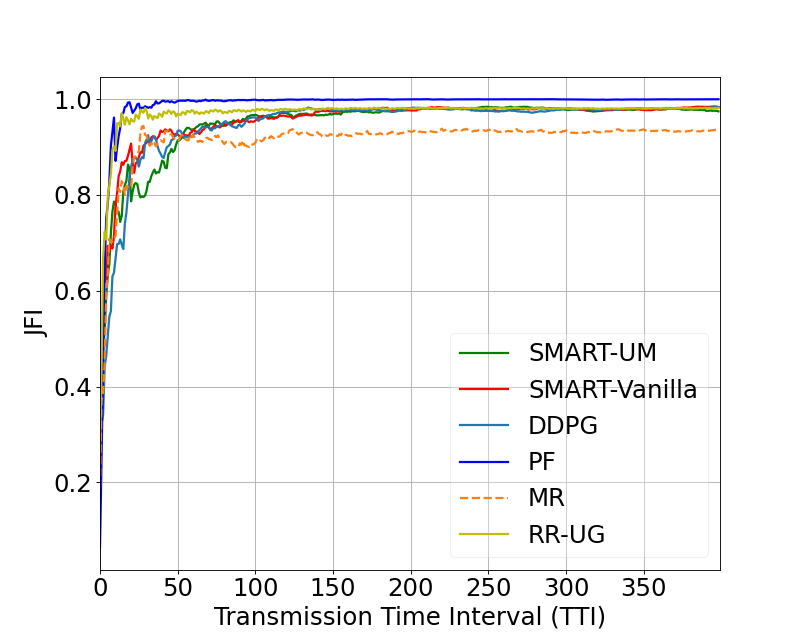 1.0
0.8
0.6
0.4
0.2
JFI
SMART-UM
SMART-Vanilla
DDPG
PF
MR
RR-UG
0 50 100 150 200 250 300 350
Transmission Time Interval (TTI)